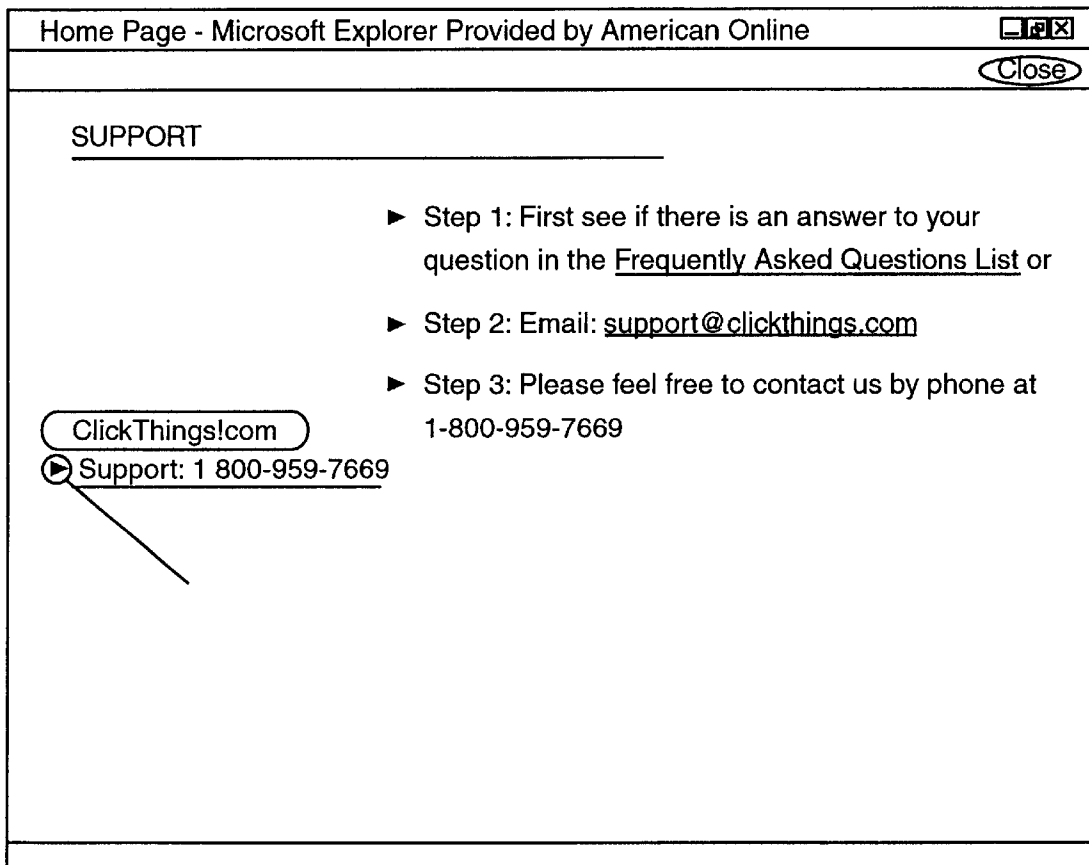 Home Page - Microsoft Explorer Provided by American Online
Close
SUPPORT
► Step 1: First see if there is an answer to your
question in the Frequently Asked Questions List or
► Step 2: Email: support@clickthings.com
► Step 3: Please feel free to contact us by phone at
1-800-959-7669
ClickThings!com
Support: 1 800-959-7669